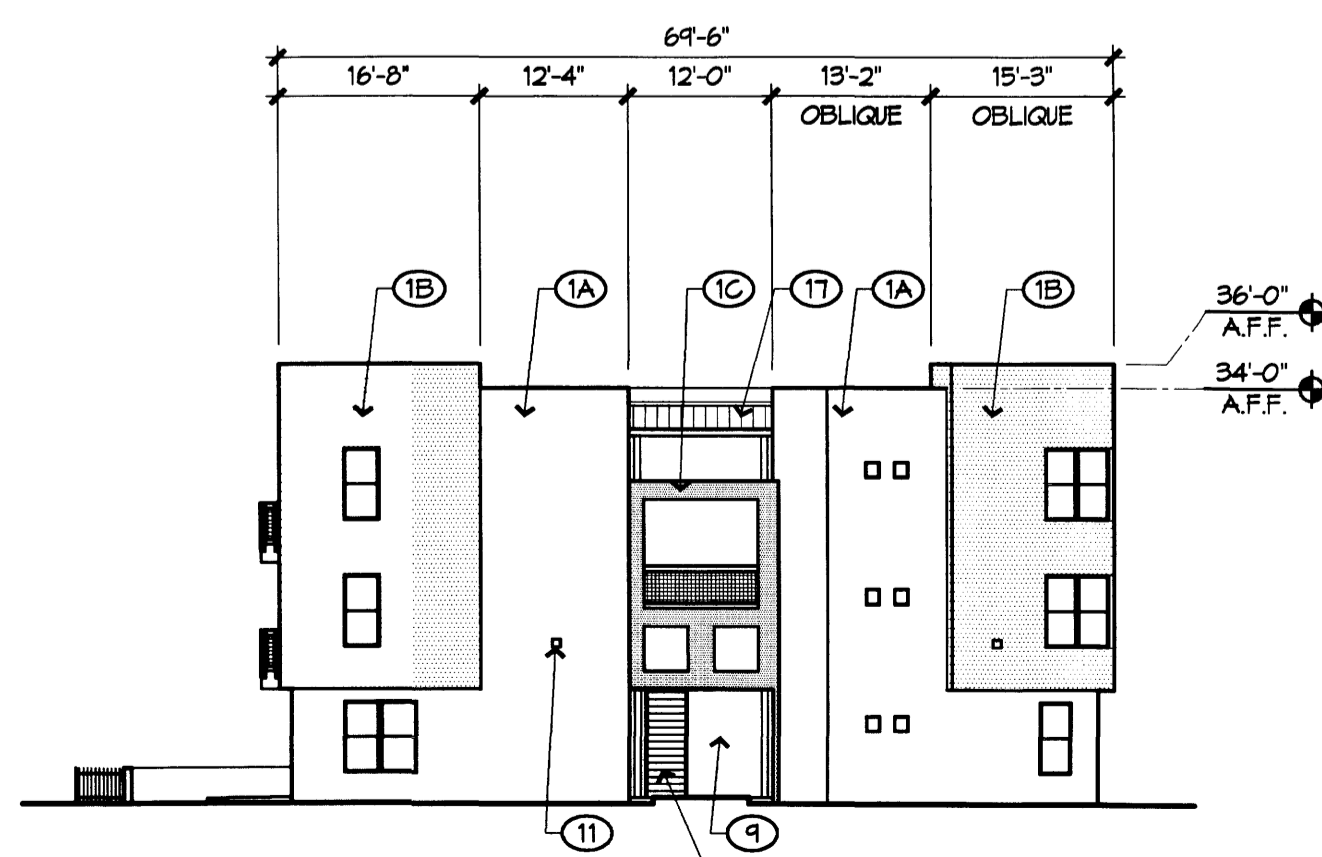 69'-6"
16'-8" 12'-4" 12'-0" 13'-2" 15'-3"
OBLIQUE OBLIQUE
1B 1A 1C 17 1A 1B
36'-0"
A.F.F.
34'-0"
A.F.F.
11 9